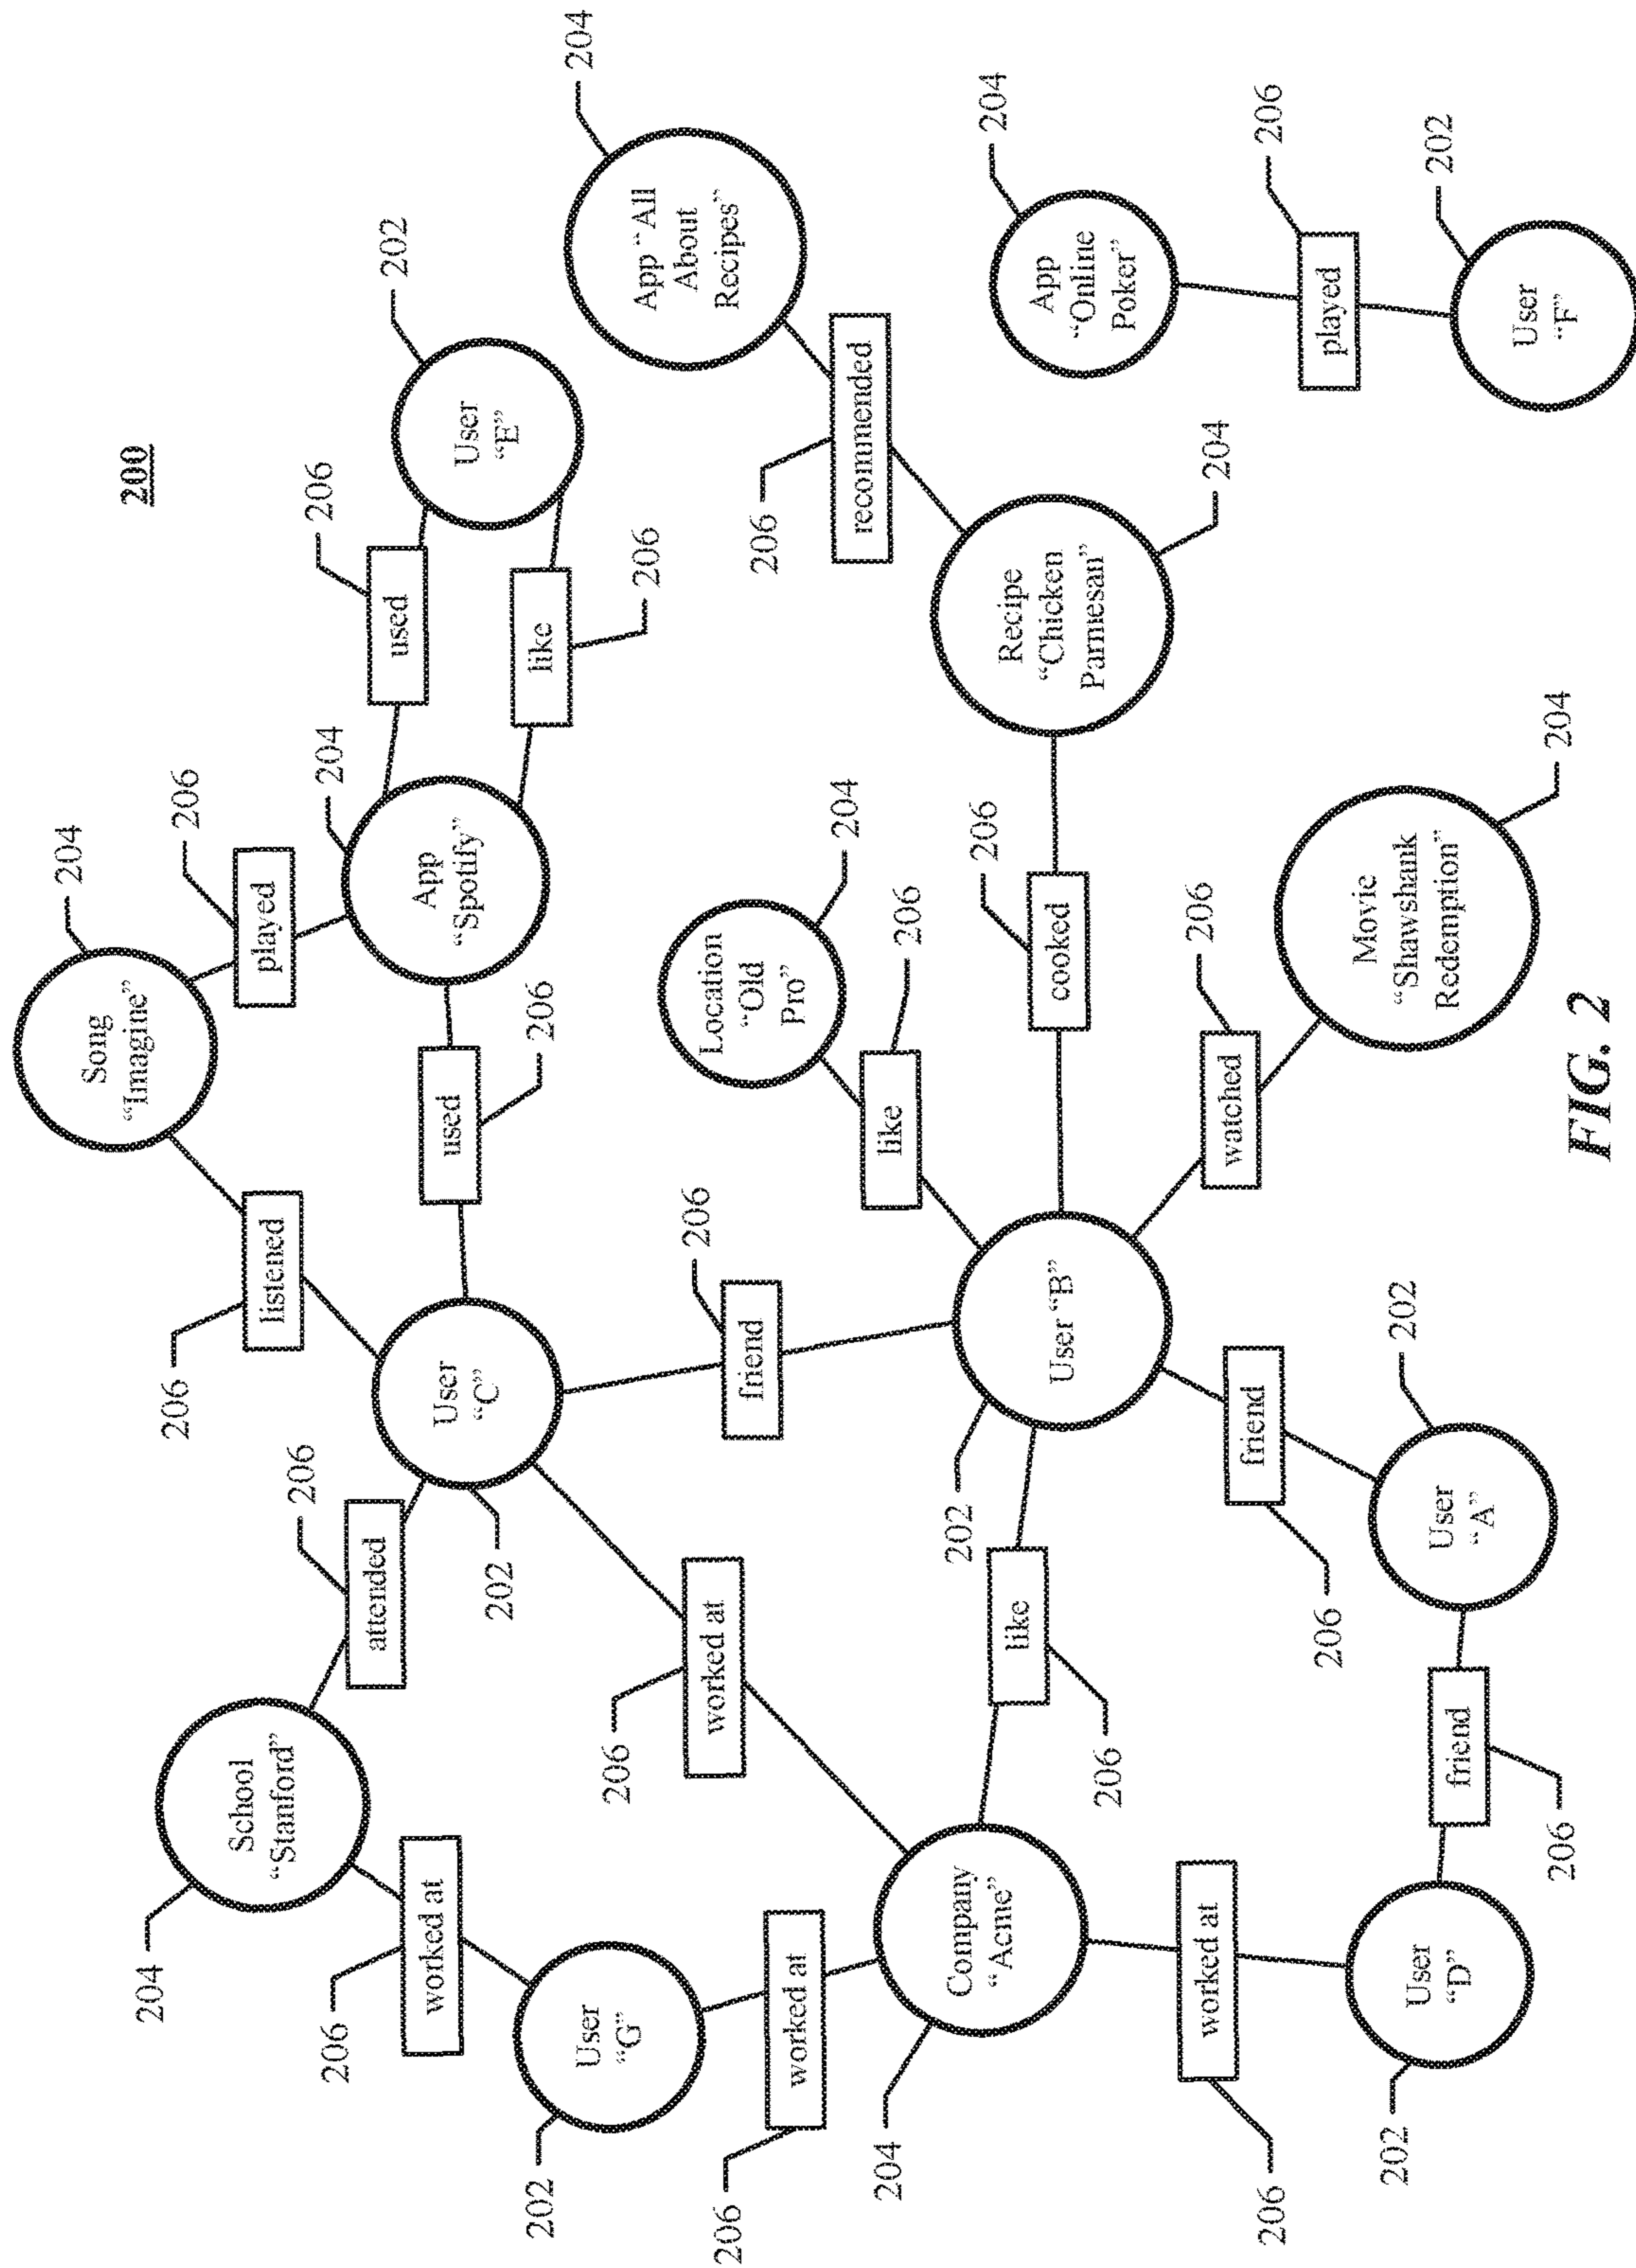 200
204
Song
“Imagine”
206
listened
206
played
206
attended
204
School
“Stanford”
206
worked at
202
User
“G”
206
worked at
202
User
“C”
206
used
204
App
“Spotify”
206
used
206
like
202
User
“E”
204
App “All
About
Recipes”
206
recommended
206
worked at
206
friend
204
Location
“Old
Pro”
206
like
204
Company
“Acme”
206
like
202
User “B”
206
cooked
204
Recipe
“Chicken
Parmesan”
204
App
“Online
Poker”
206
played
202
User
“F”
206
worked at
202
User
“D”
206
friend
202
User
“A”
206
friend
206
watched
204
Movie
“Shawshank
Redemption”
FIG. 2